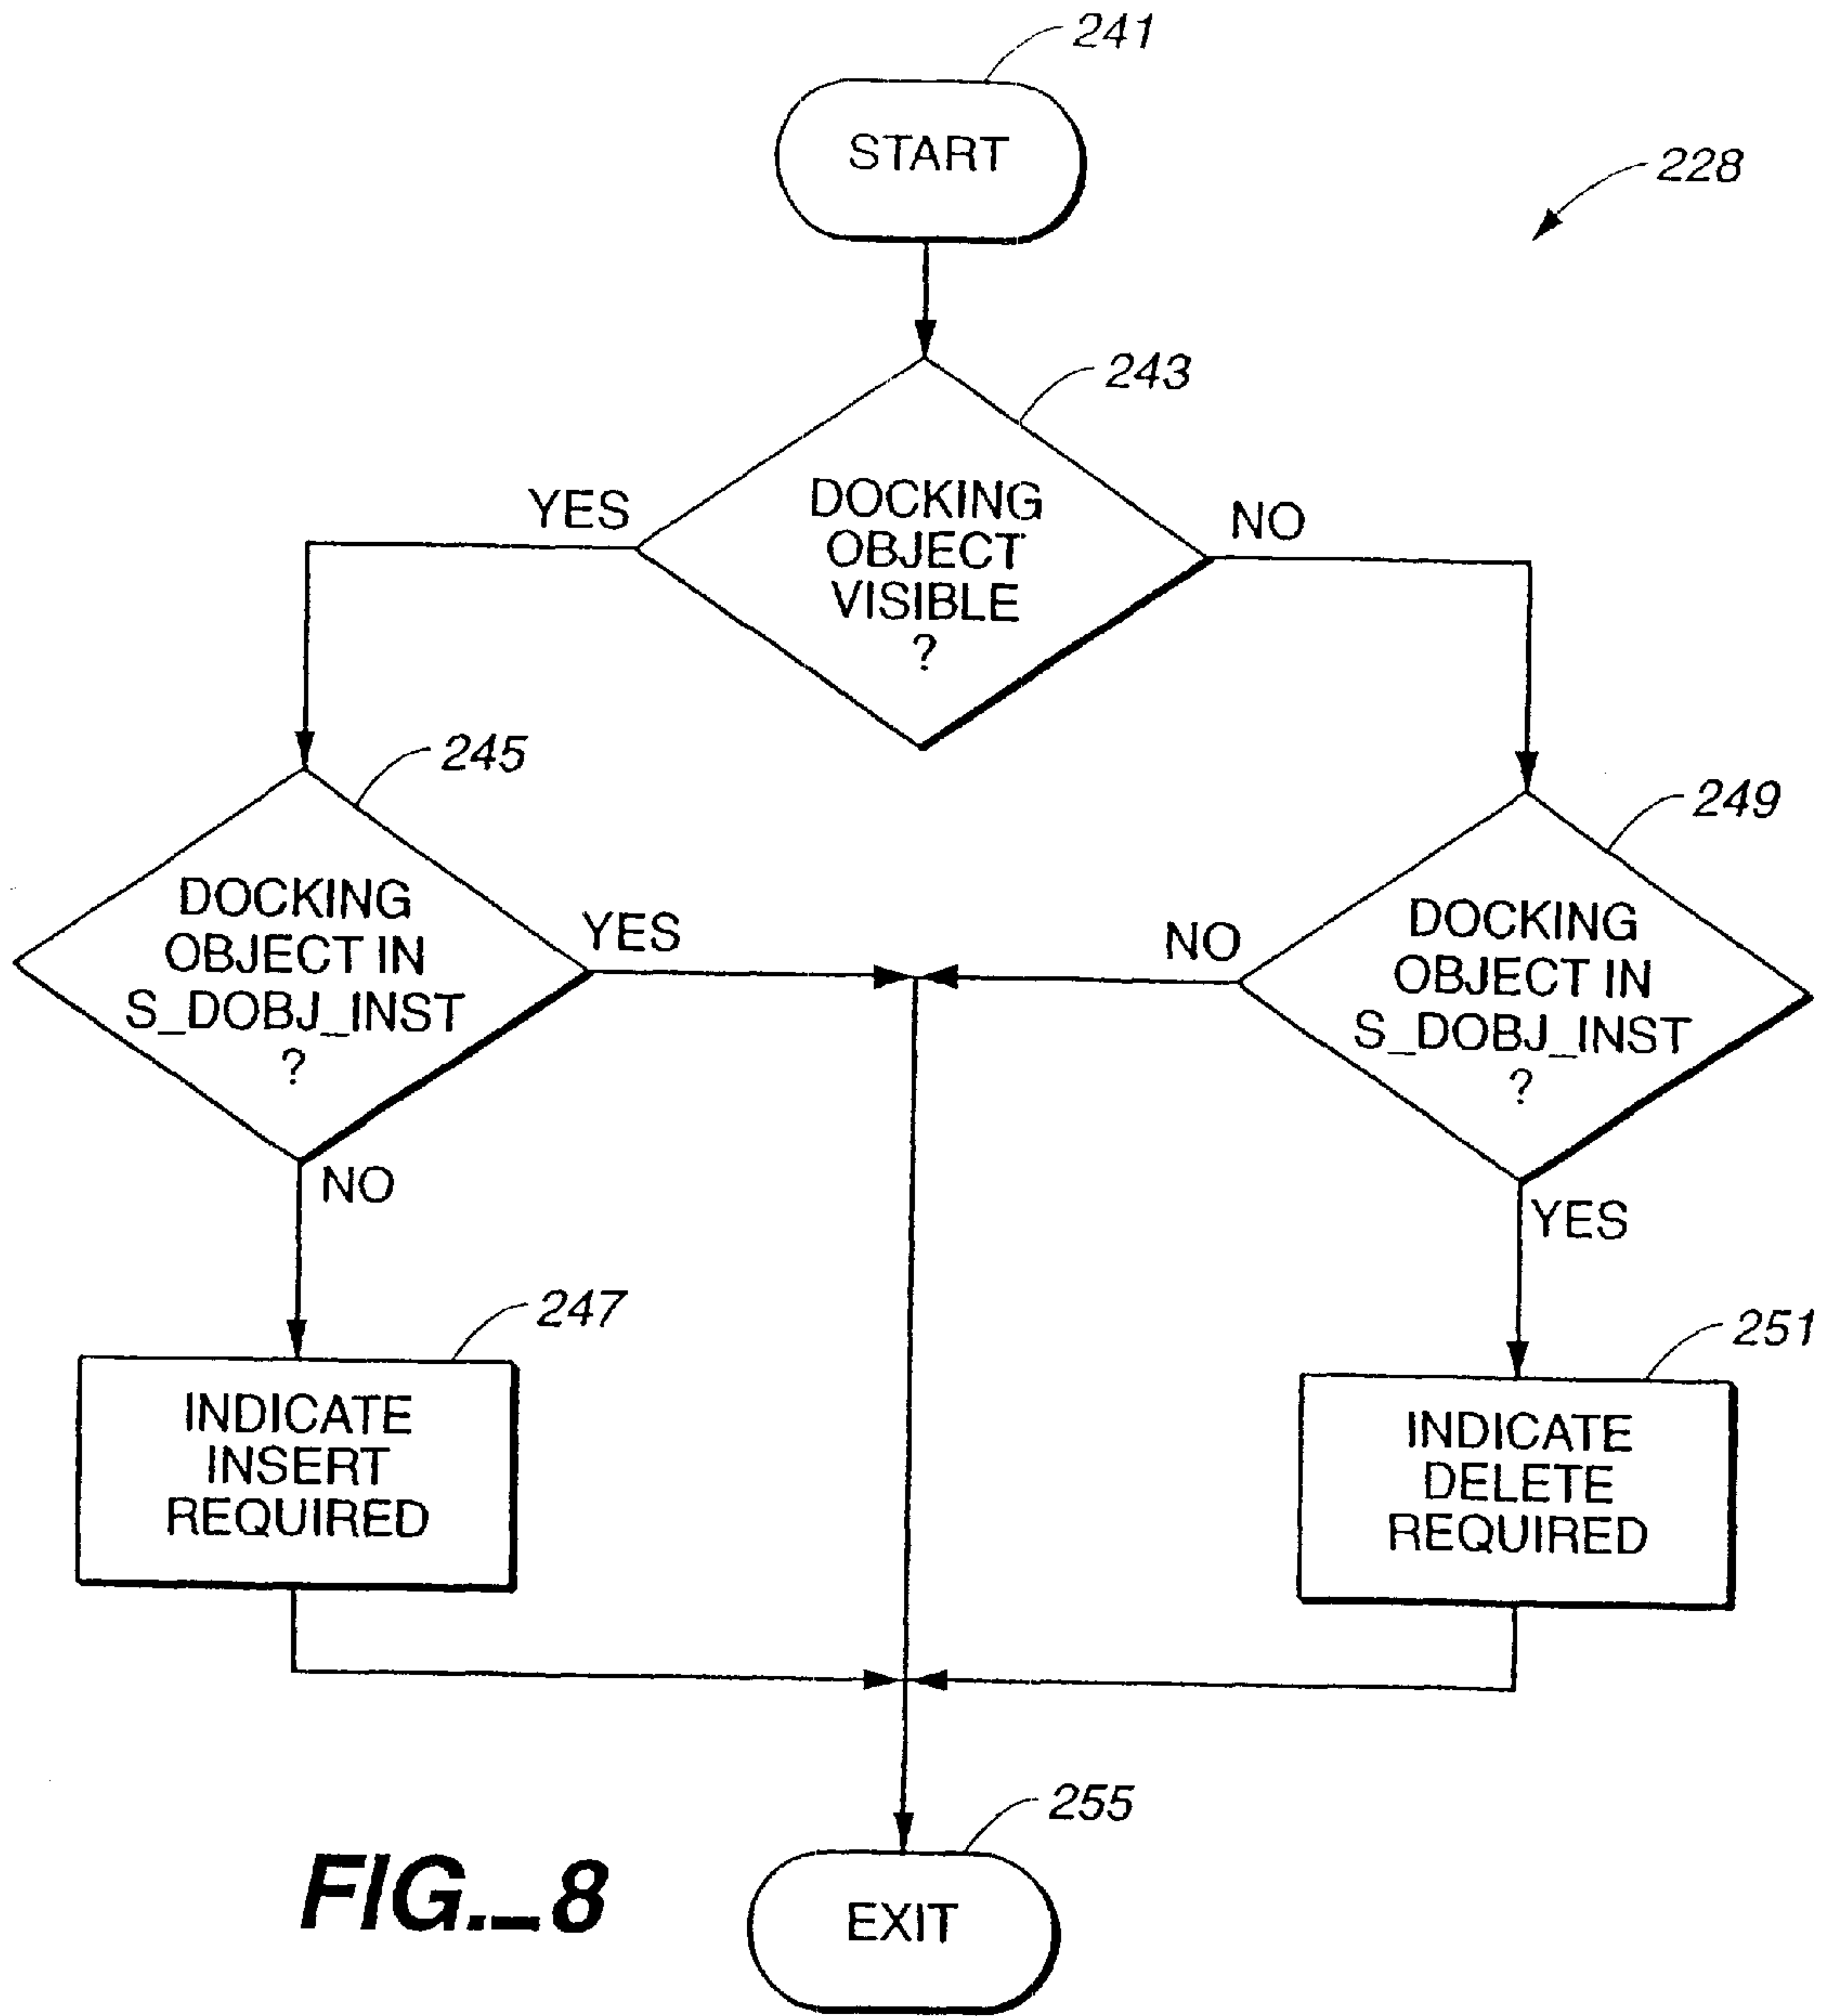 241
START
228
243
DOCKING
OBJECT
VISIBLE
?
YES
NO
245
DOCKING
OBJECT IN
S_DOBJ_INST
?
YES
NO
249
DOCKING
OBJECT IN
S_DOBJ_INST
?
NO
YES
247
INDICATE
INSERT
REQUIRED
251
INDICATE
DELETE
REQUIRED
255
EXIT
FIG._8